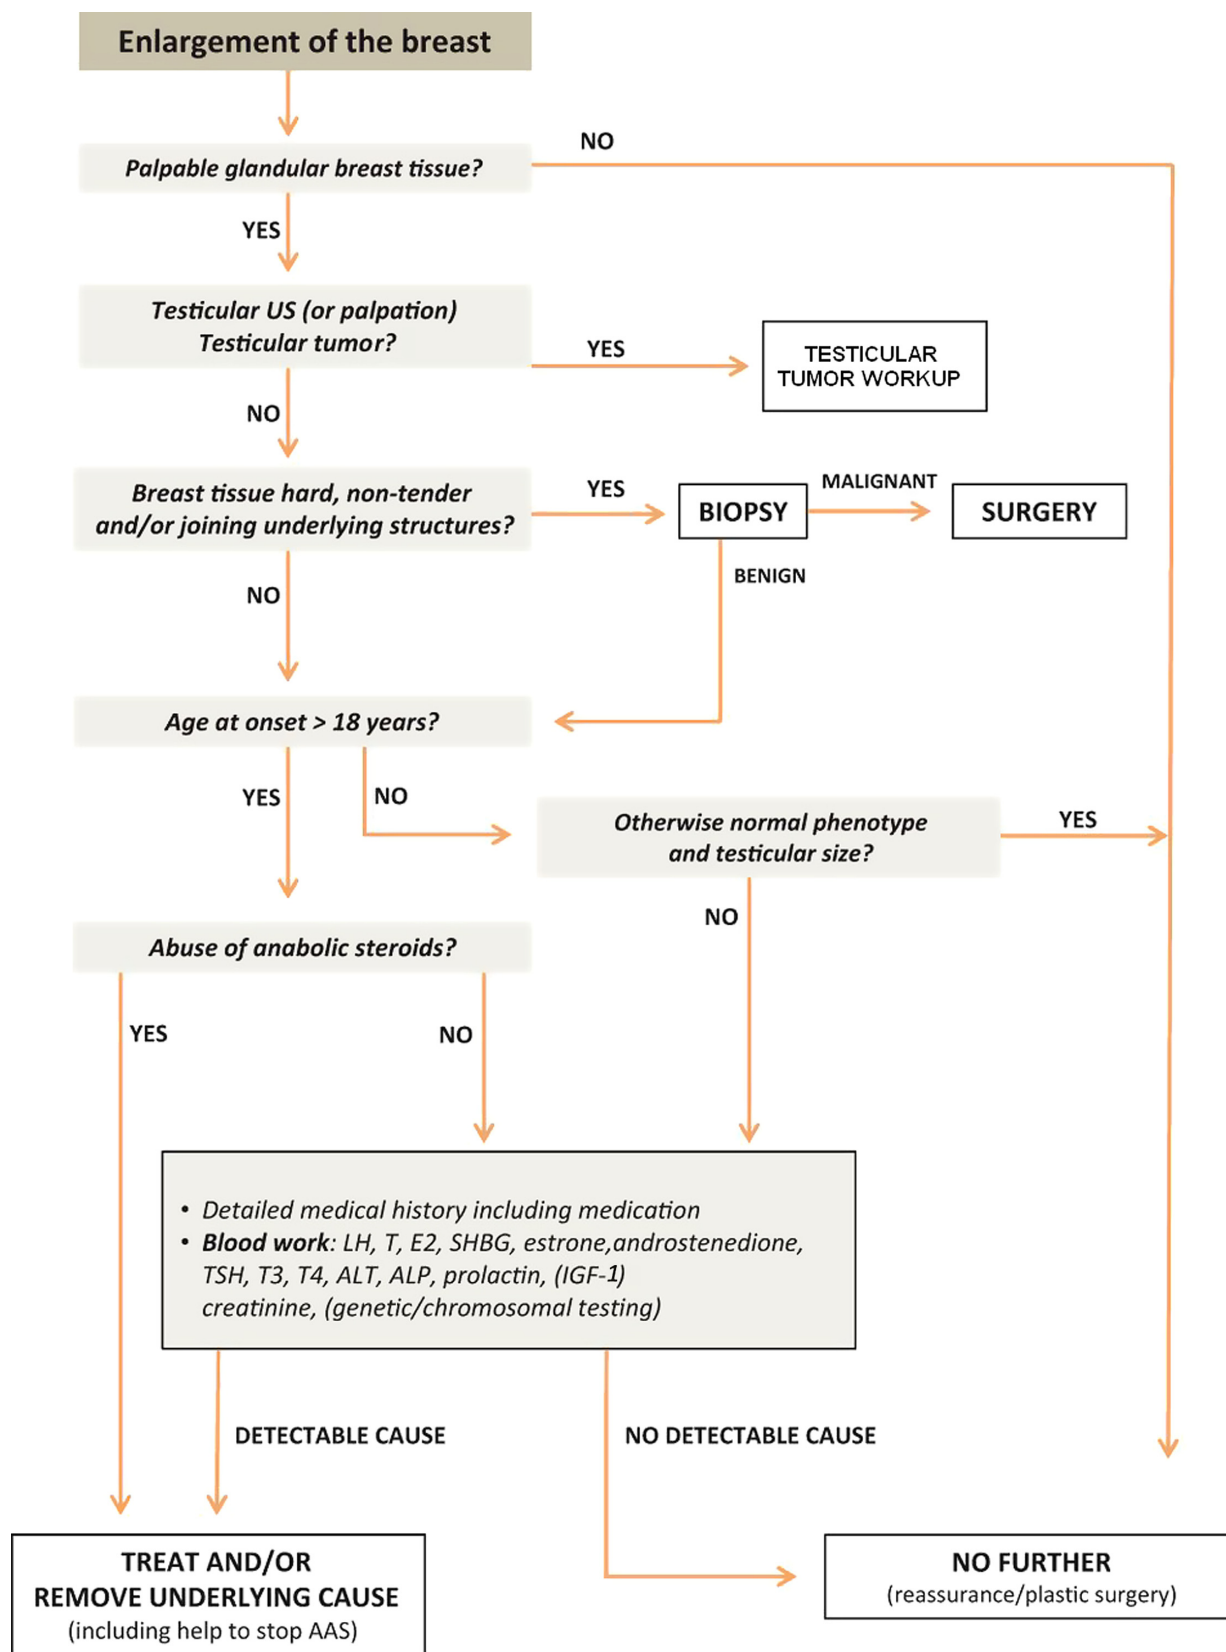 Enlargement of the breast
NO
Palpable glandular breast tissue?
YES
Testicular US (or palpation)
Testicular tumor?
YES
TESTICULAR
TUMOR WORKUP
NO
Breast tissue hard, non-tender
and/or joining underlying structures?
YES
BIOPSY
MALIGNANT
SURGERY
BENIGN
NO
Age at onset > 18 years?
YES
NO
Otherwise normal phenotype
and testicular size?
YES
NO
Abuse of anabolic steroids?
YES
NO
• Detailed medical history including medication
• Blood work: LH, T, E2, SHBG, estrone,androstenedione,
TSH, T3, T4, ALT, ALP, prolactin, (IGF-1)
creatinine, (genetic/chromosomal testing)
DETECTABLE CAUSE
NO DETECTABLE CAUSE
TREAT AND/OR
REMOVE UNDERLYING CAUSE
(including help to stop AAS)
NO FURTHER
(reassurance/plastic surgery)